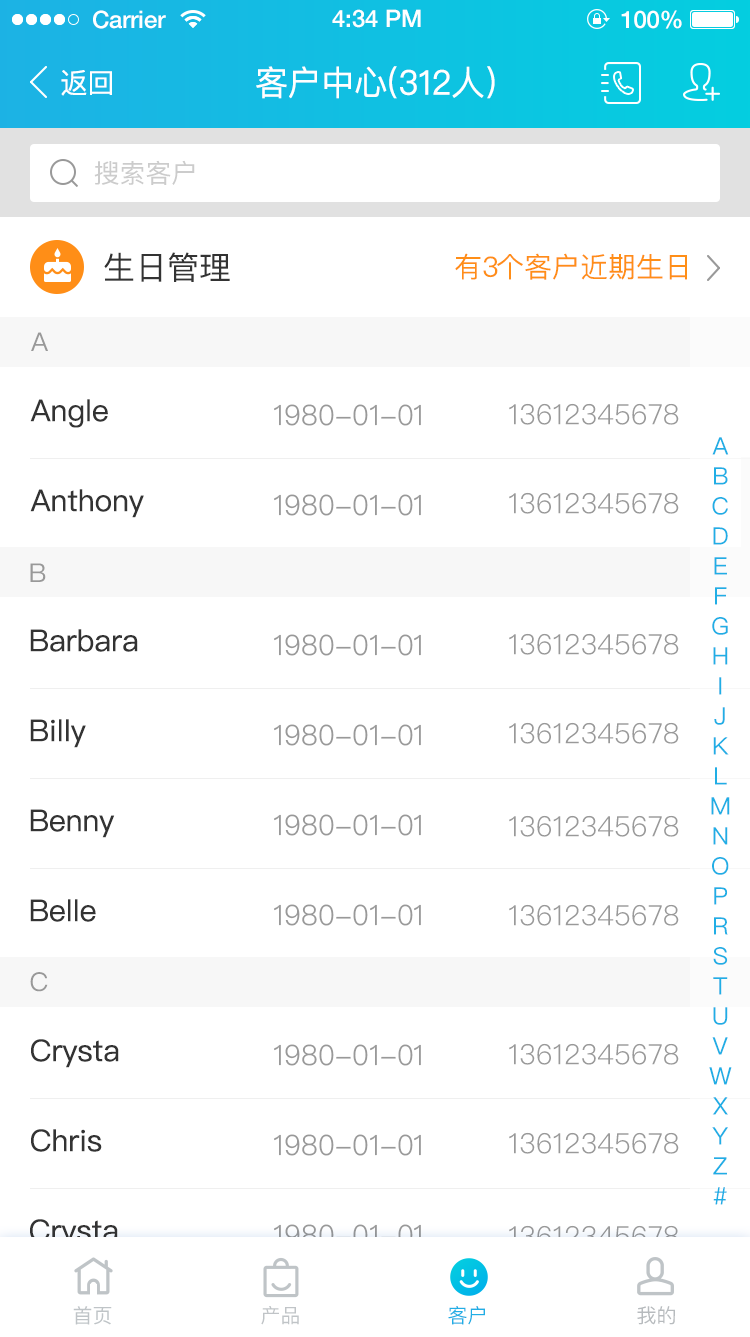 Carrier 4:34 PM 100%
返回 客户中心(312人)
搜索客户
生日管理 有3个客户近期生日
A
Angle 1980-01-01 13612345678
Anthony 1980-01-01 13612345678
B
Barbara 1980-01-01 13612345678
Billy 1980-01-01 13612345678
Benny 1980-01-01 13612345678
Belle 1980-01-01 13612345678
C
Crysta 1980-01-01 13612345678
Chris 1980-01-01 13612345678
Crysta 1980-01-01 13612345678
A
B
C
D
E
F
G
H
I
J
K
L
M
N
O
P
R
S
T
U
V
W
X
Y
Z
#
首页 产品 客户 我的